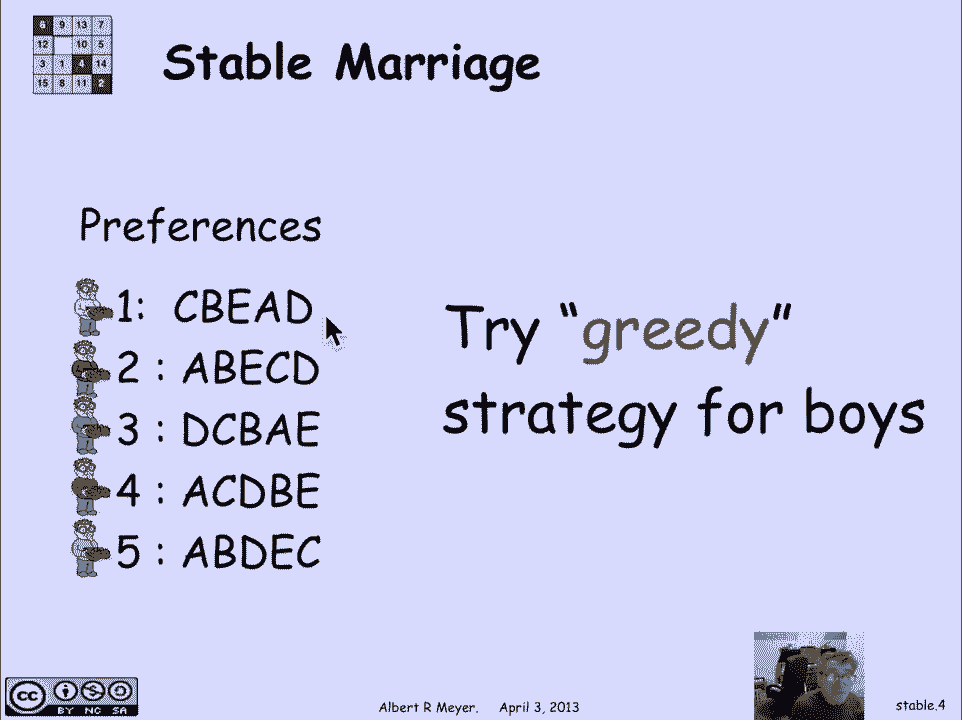 6 9 13 7
12 10 5
3 1 4 14
15 8 11 2
Stable Marriage
Preferences
1: CBEAD
2 : ABECD
3 : DCBAE
4 : ACDBE
5 : ABDEC
Try “greedy”
strategy for boys
cc
BY NC SA
Albert R Meyer. April 3, 2013
stable.4